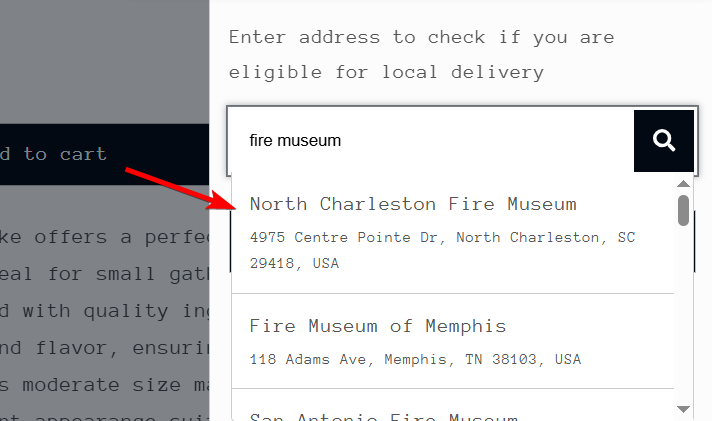 Enter address to check if you are
eligible for local delivery
fire museum
d to cart
North Charleston Fire Museum
4975 Centre Pointe Dr, North Charleston, SC
29418, USA
Fire Museum of Memphis
118 Adams Ave, Memphis, TN 38103, USA
San Antonio Fire Museum
ke offers a perfec
eal for small gath
d with quality ing
nd flavor, ensurin
s moderate size ma
nt appearance sui